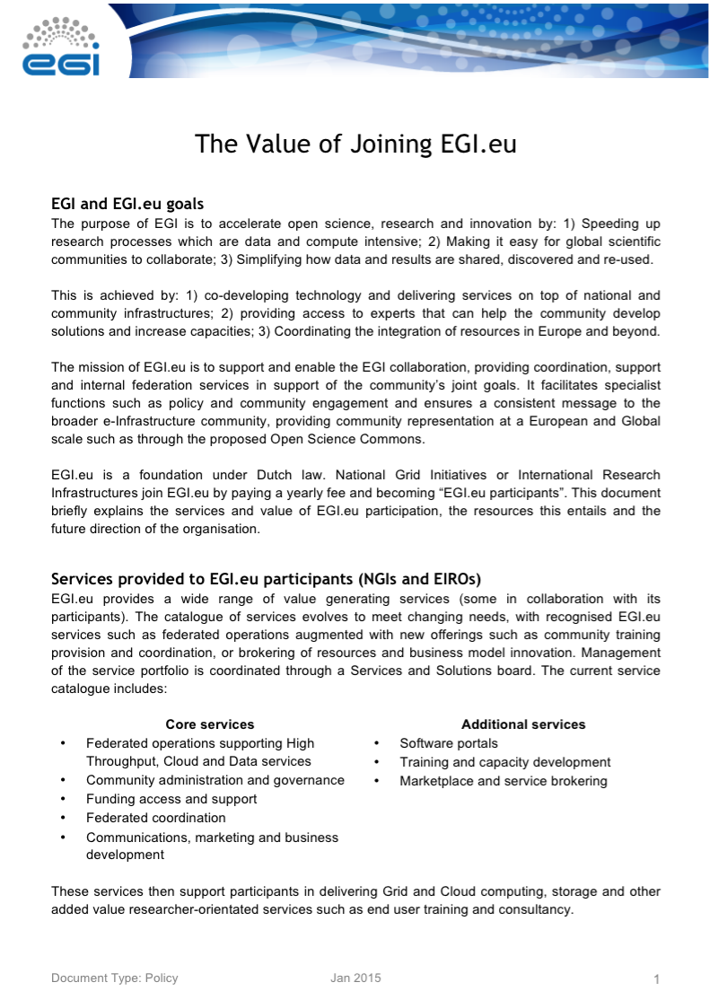 egi
The Value of Joining EGI.eu
EGI and EGI.eu goals
The purpose of EGI is to accelerate open science, research and innovation by: 1) Speeding up
research processes which are data and compute intensive; 2) Making it easy for global scientific
communities to collaborate; 3) Simplifying how data and results are shared, discovered and re-used.
This is achieved by: 1) co-developing technology and delivering services on top of national and
community infrastructures; 2) providing access to experts that can help the community develop
solutions and increase capacities; 3) Coordinating the integration of resources in Europe and beyond.
The mission of EGI.eu is to support and enable the EGI collaboration, providing coordination, support
and internal federation services in support of the community's joint goals. It facilitates specialist
functions such as policy and community engagement and ensures a consistent message to the
broader e-Infrastructure community, providing community representation at a European and Global
scale such as through the proposed Open Science Commons.
EGI.eu is a foundation under Dutch law. National Grid Initiatives or International Research
Infrastructures join EGI.eu by paying a yearly fee and becoming “EGI.eu participants”. This document
briefly explains the services and value of EGI.eu participation, the resources this entails and the
future direction of the organisation.
Services provided to EGI.eu participants (NGIs and EIROs)
EGI.eu provides a wide range of value generating services (some in collaboration with its
participants). The catalogue of services evolves to meet changing needs, with recognised EGI.eu
services such as federated operations augmented with new offerings such as community training
provision and coordination, or brokering of resources and business model innovation. Management
of the service portfolio is coordinated through a Services and Solutions board. The current service
catalogue includes:
Core services
• Federated operations supporting High
Throughput, Cloud and Data services
• Community administration and governance
• Funding access and support
• Federated coordination
• Communications, marketing and business
development
Additional services
• Software portals
• Training and capacity development
• Marketplace and service brokering
These services then support participants in delivering Grid and Cloud computing, storage and other
added value researcher-orientated services such as end user training and consultancy.
Document Type: Policy
Jan 2015
1